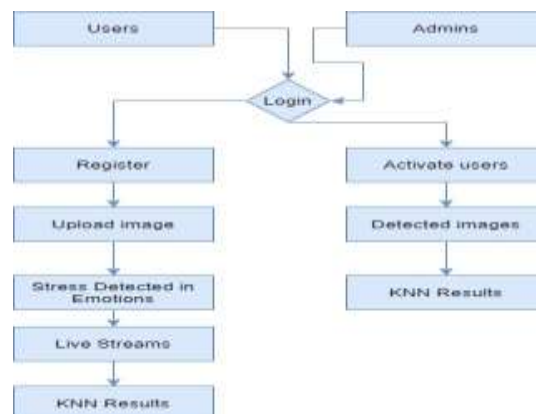 Users
Admins
Login
Register
Activate users
Upload image
Detected images
Stress Detected in
Emotions
KNN Results
Live Streams
KNN Results